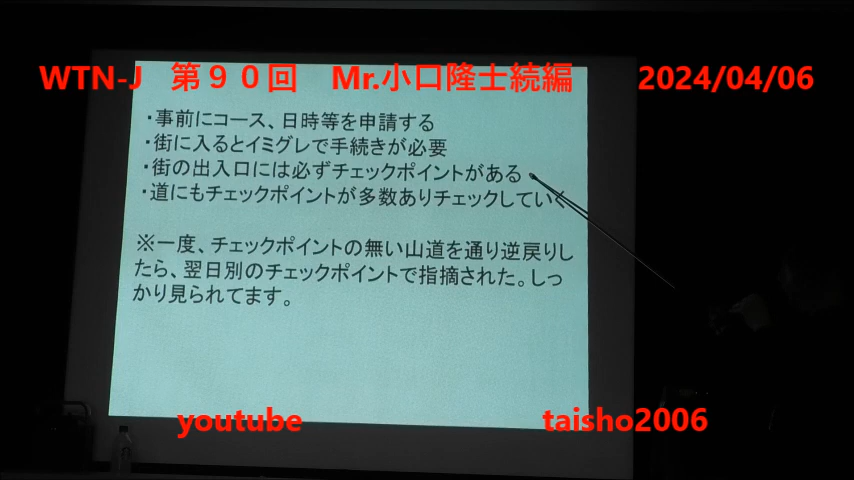 WTN-J 第９０回 Mr.小口隆士続編 2024/04/06
・事前にコース、日時等を申請する
・街に入るとイミグレで手続きが必要
・街の出入口には必ずチェックポイントがある
・道にもチェックポイントが多数ありチェックしていく
※一度、チェックポイントの無い山道を通り逆戻りし
たら、翌日別のチェックポイントで指摘された。しっ
かり見られてます。
youtube taisho2006